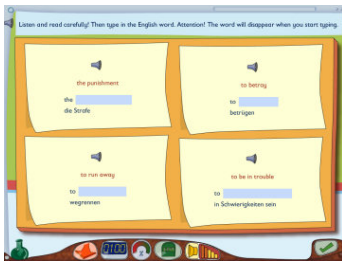 Listen and read carefully! Then type in the English word. Attention! The word will disappear when you start typing.
the punishment
the
die Strafe
to betray
to
betrügen
to run away
to
wegrennen
to be in trouble
to
in Schwierigkeiten sein